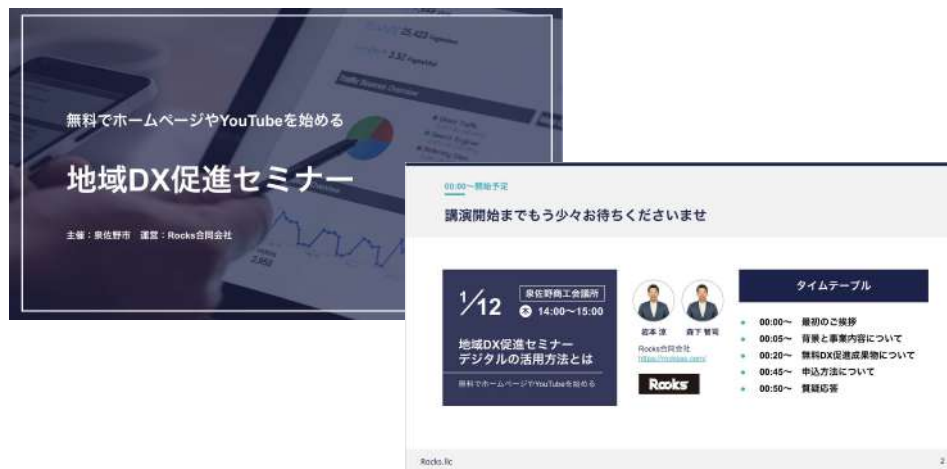 無料でホームページやYouTubeを始める
地域DX促進セミナー
主催：泉佐野市　運営：Rocks合同会社
25,423
3.52
Traffic Sources Overview
00:00〜開始予定
講演開始までもう少々お待ちくださいませ
1/12
泉佐野商工会議所
木 14:00〜15:00
地域DX促進セミナー
デジタルの活用方法とは
無料でホームページやYouTubeを始める
岩本 涼
森下 智司
Rocks合同会社
Rocks
タイムテーブル
00:00〜 最初のご挨拶
00:05〜 背景と事業内容について
00:20〜 無料DX促進成果物について
00:45〜 申込方法について
00:50〜 質疑応答
Rocks.llc
2